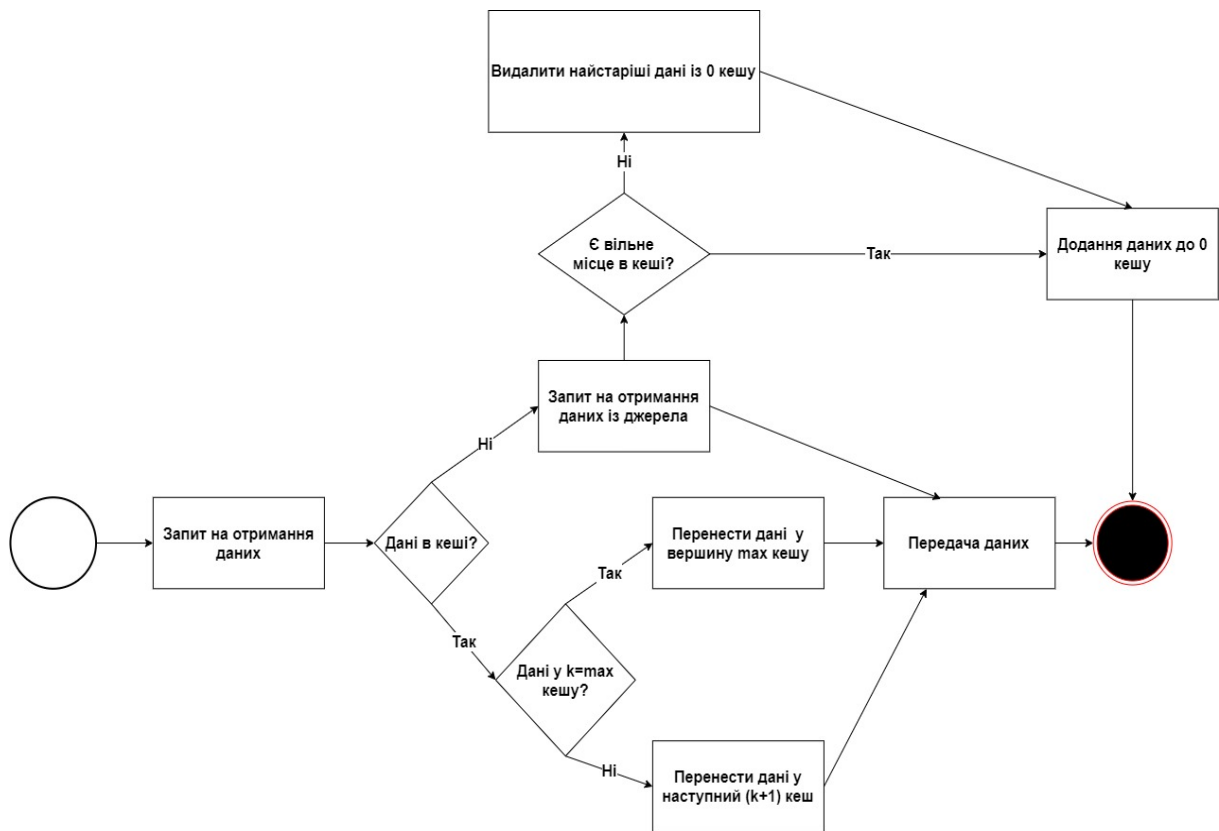 Видалити найстаріші дані із 0 кешу
Ні
Є вільне
місце в кеші?
Так
Додання даних до 0
кешу
Запит на отримання
даних із джерела
Ні
Запит на отримання
даних
Дані в кеші?
Перенести дані у
вершину max кешу
Передача даних
Так
Так
Дані у k=max
кешу?
Ні
Перенести дані у
наступний (k+1) кеш